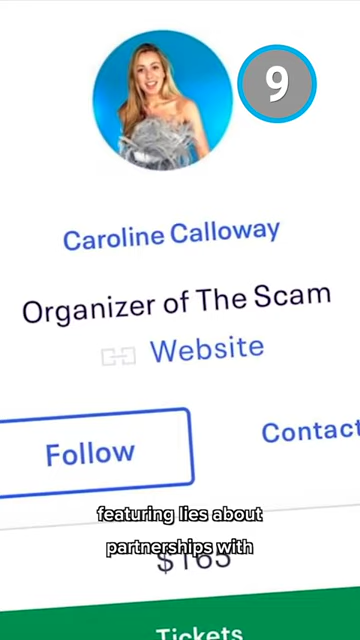 9
Caroline Calloway
Organizer of The Scam
Website
Follow
Contact
featuring lies about
partnerships with
$165
Tickets